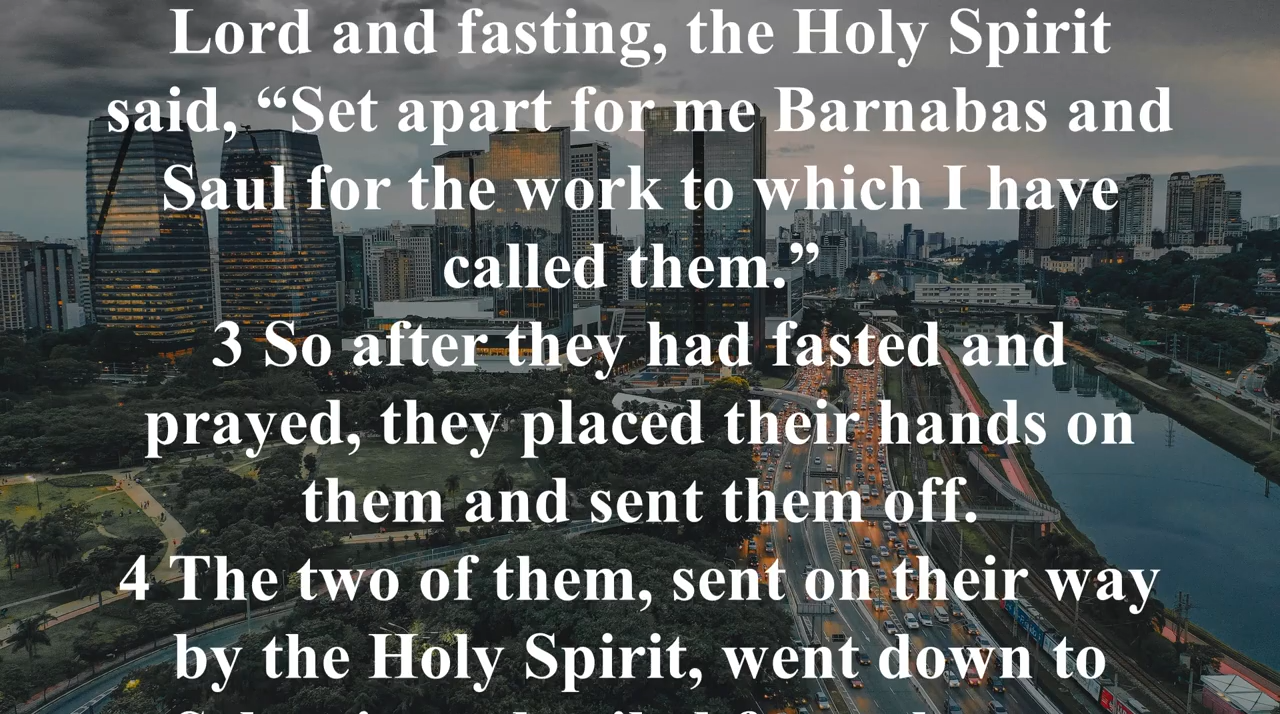 Lord and fasting, the Holy Spirit
said, “Set apart for me Barnabas and
Saul for the work to which I have
called them.”
3 So after they had fasted and
prayed, they placed their hands on
them and sent them off.
4 The two of them, sent on their way
by the Holy Spirit, went down to